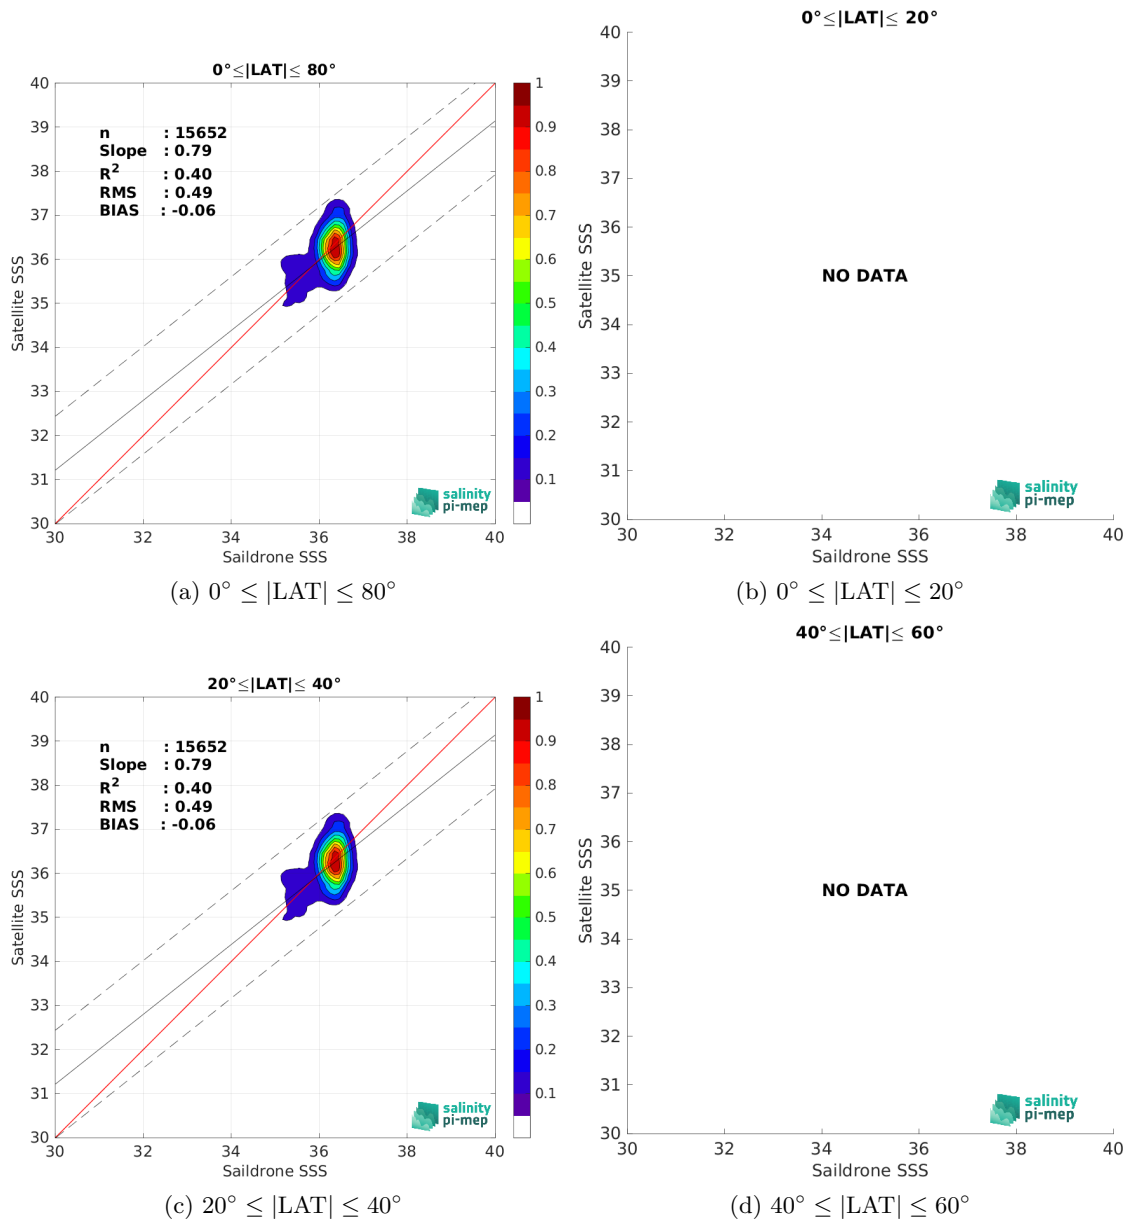 0°≤|LAT|≤ 80°
n : 15652
Slope : 0.79
R² : 0.40
RMS : 0.49
BIAS : -0.06
40
39
38
37
36
35
34
33
32
31
30
Satellite SSS
30 32 34 36 38 40
Saildrone SSS
1
0.9
0.8
0.7
0.6
0.5
0.4
0.3
0.2
0.1
salinity
pi-mep
(a) 0° ≤ |LAT| ≤ 80°
0°≤|LAT|≤ 20°
40
39
38
37
36
35
34
33
32
31
30
Satellite SSS
NO DATA
salinity
pi-mep
30 32 34 36 38 40
Saildrone SSS
(b) 0° ≤ |LAT| ≤ 20°
20°≤|LAT|≤ 40°
n : 15652
Slope : 0.79
R² : 0.40
RMS : 0.49
BIAS : -0.06
40
39
38
37
36
35
34
33
32
31
30
Satellite SSS
30 32 34 36 38 40
Saildrone SSS
1
0.9
0.8
0.7
0.6
0.5
0.4
0.3
0.2
0.1
salinity
pi-mep
(c) 20° ≤ |LAT| ≤ 40°
40°≤|LAT|≤ 60°
40
39
38
37
36
35
34
33
32
31
30
Satellite SSS
NO DATA
salinity
pi-mep
30 32 34 36 38 40
Saildrone SSS
(d) 40° ≤ |LAT| ≤ 60°